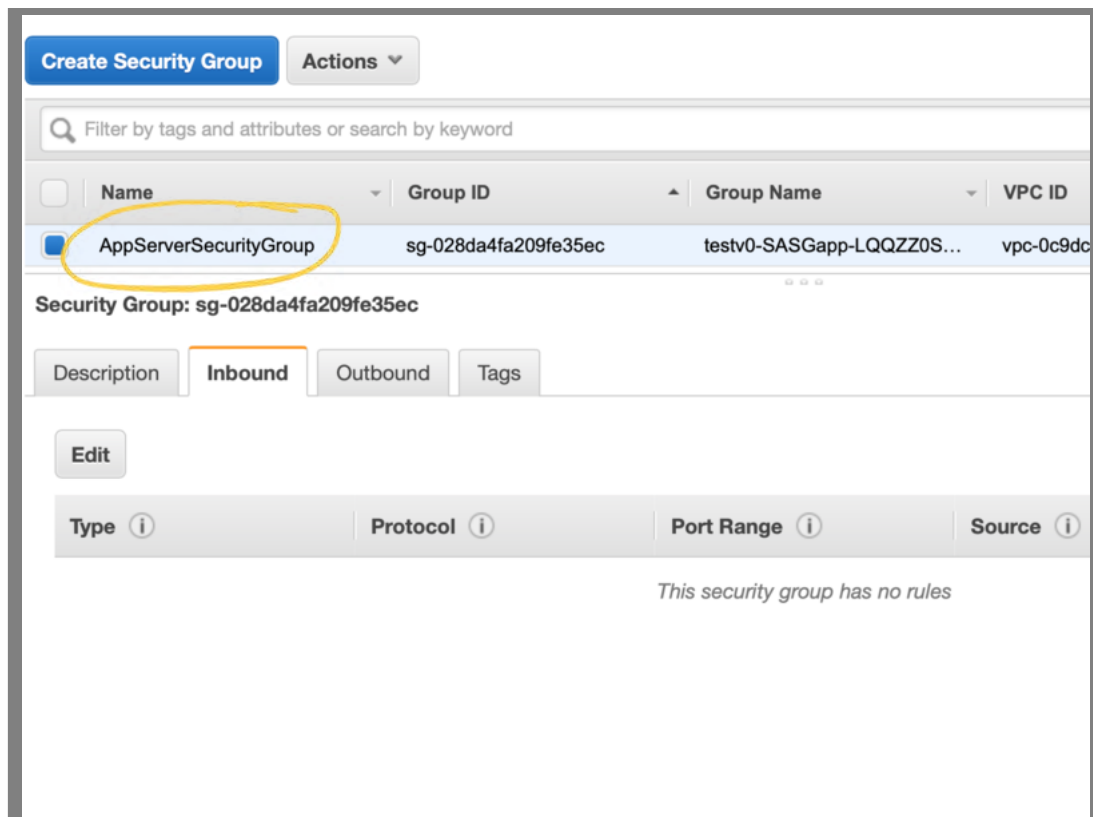 Create Security Group Actions
Filter by tags and attributes or search by keyword
Name Group ID Group Name VPC ID
AppServerSecurityGroup sg-028da4fa209fe35ec testv0-SASGapp-LQQZZ0S... vpc-0c9dc
Security Group: sg-028da4fa209fe35ec
Description Inbound Outbound Tags
Edit
Type i Protocol i Port Range i Source i
This security group has no rules